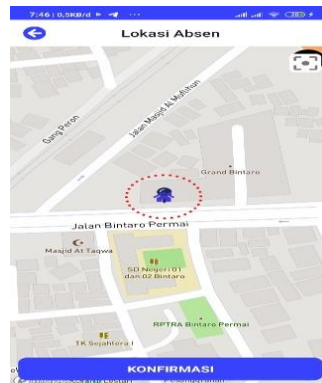 7:46 | 0,5KB/d
Lokasi Absen
Gang Peron
Jalan Masjid Al Muflihun
Grand Bintaro
Jalan Bintaro Permai
Masjid At Taqwa
SD Negeri 01
dan 02 Bintaro
RPTRA Bintaro Permai
TK Sejahtera I
KONFIRMASI